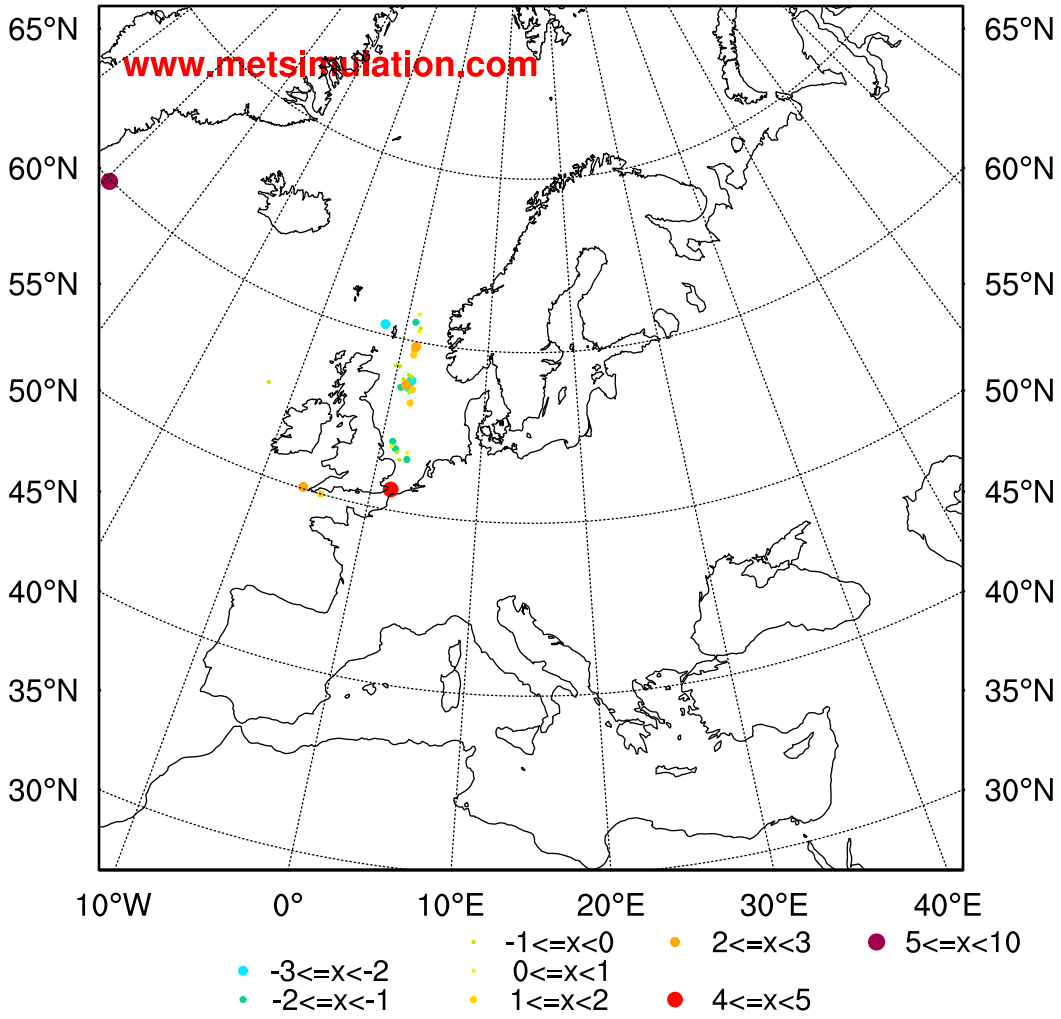 65°N 65°N
www.metsimulation.com
60°N 60°N
55°N 55°N
50°N 50°N
45°N 45°N
40°N 40°N
35°N 35°N
30°N 30°N
10°W 0° 10°E 20°E 30°E 40°E
-1<=x<0 2<=x<3 5<=x<10
-3<=x<-2 0<=x<1
-2<=x<-1 1<=x<2 4<=x<5